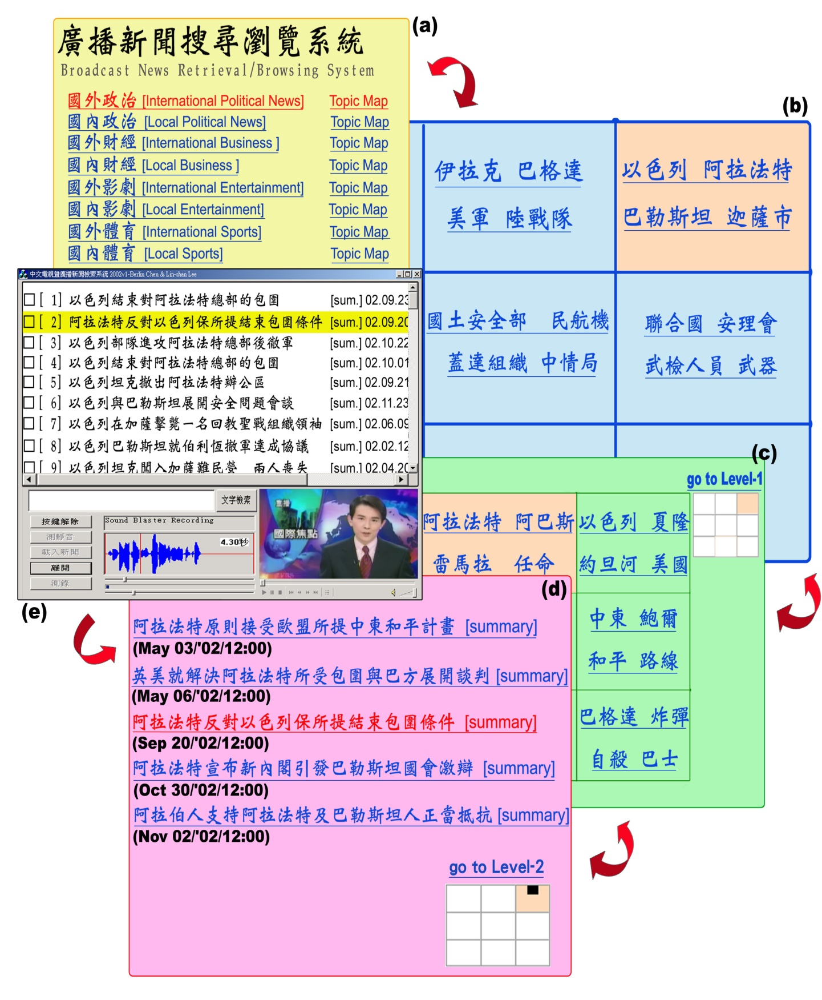 (a)
廣播新聞搜尋瀏覽系統
Broadcast News Retrieval/Browsing System
國外政治 [International Political News] Topic Map
國內政治 [Local Political News] Topic Map
國外財經 [International Business ] Topic Map
國內財經 [Local Business ] Topic Map
國外影劇 [International Entertainment] Topic Map
國內影劇 [Local Entertainment] Topic Map
國外體育 [International Sports] Topic Map
國內體育 [Local Sports] Topic Map
(b)
伊拉克 巴格達
美軍 陸戰隊
以色列 阿拉法特
巴勒斯坦 迦薩市
國土安全部 民航機
蓋達組織 中情局
聯合國 安理會
武檢人員 武器
中文電視暨廣播新聞檢索系統 2002v1-Berlin Chen & Lin-shan Lee
[ 1] 以色列結束對阿拉法特總部的包圍 [sum.] 02.09.23
[ 2] 阿拉法特反對以色列保所提結束包圍條件 [sum.] 02.09.20
[ 3] 以色列部隊進攻阿拉法特總部後徹軍 [sum.] 02.10.22
[ 4] 以色列結束對阿拉法特總部的包圍 [sum.] 02.10.01
[ 5] 以色列坦克撤出阿拉法特辦公區 [sum.] 02.09.21
[ 6] 以色列與巴勒斯坦展開安全問題會談 [sum.] 02.11.23
[ 7] 以色列在加薩擊斃一名回教聖戰組織領袖 [sum.] 02.06.09
[ 8] 以色列巴勒斯坦就伯利恆撤軍達成協議 [sum.] 02.02.12
[ 9] 以色列坦克闖入加薩難民營 兩人喪失 [sum.] 02.04.20
文字檢索
按鍵解除
測靜音
載入新聞
離開
測錄
Sound Blaster Recording
4.30秒
重播
國際焦點
TVBS
(e)
(c)
go to Level-1
阿拉法特 阿巴斯
雷馬拉 任命
以色列 夏隆
約旦河 美國
中東 鮑爾
和平 路線
巴格達 炸彈
自殺 巴士
(d)
阿拉法特原則接受歐盟所提中東和平計畫 [summary]
(May 03/'02/12:00)
英美就解決阿拉法特所受包圍與巴方展開談判 [summary]
(May 06/'02/12:00)
阿拉法特反對以色列保所提結束包圍條件 [summary]
(Sep 20/'02/12:00)
阿拉法特宣布新內閣引發巴勒斯坦國會激辯 [summary]
(Oct 30/'02/12:00)
阿拉伯人支持阿拉法特及巴勒斯坦人正當抵抗 [summary]
(Nov 02/'02/12:00)
go to Level-2